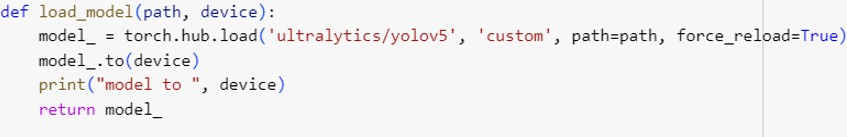 def load_model(path, device):
    model_ = torch.hub.load('ultralytics/yolov5', 'custom', path=path, force_reload=True)
    model_.to(device)
    print("model to ", device)
    return model_